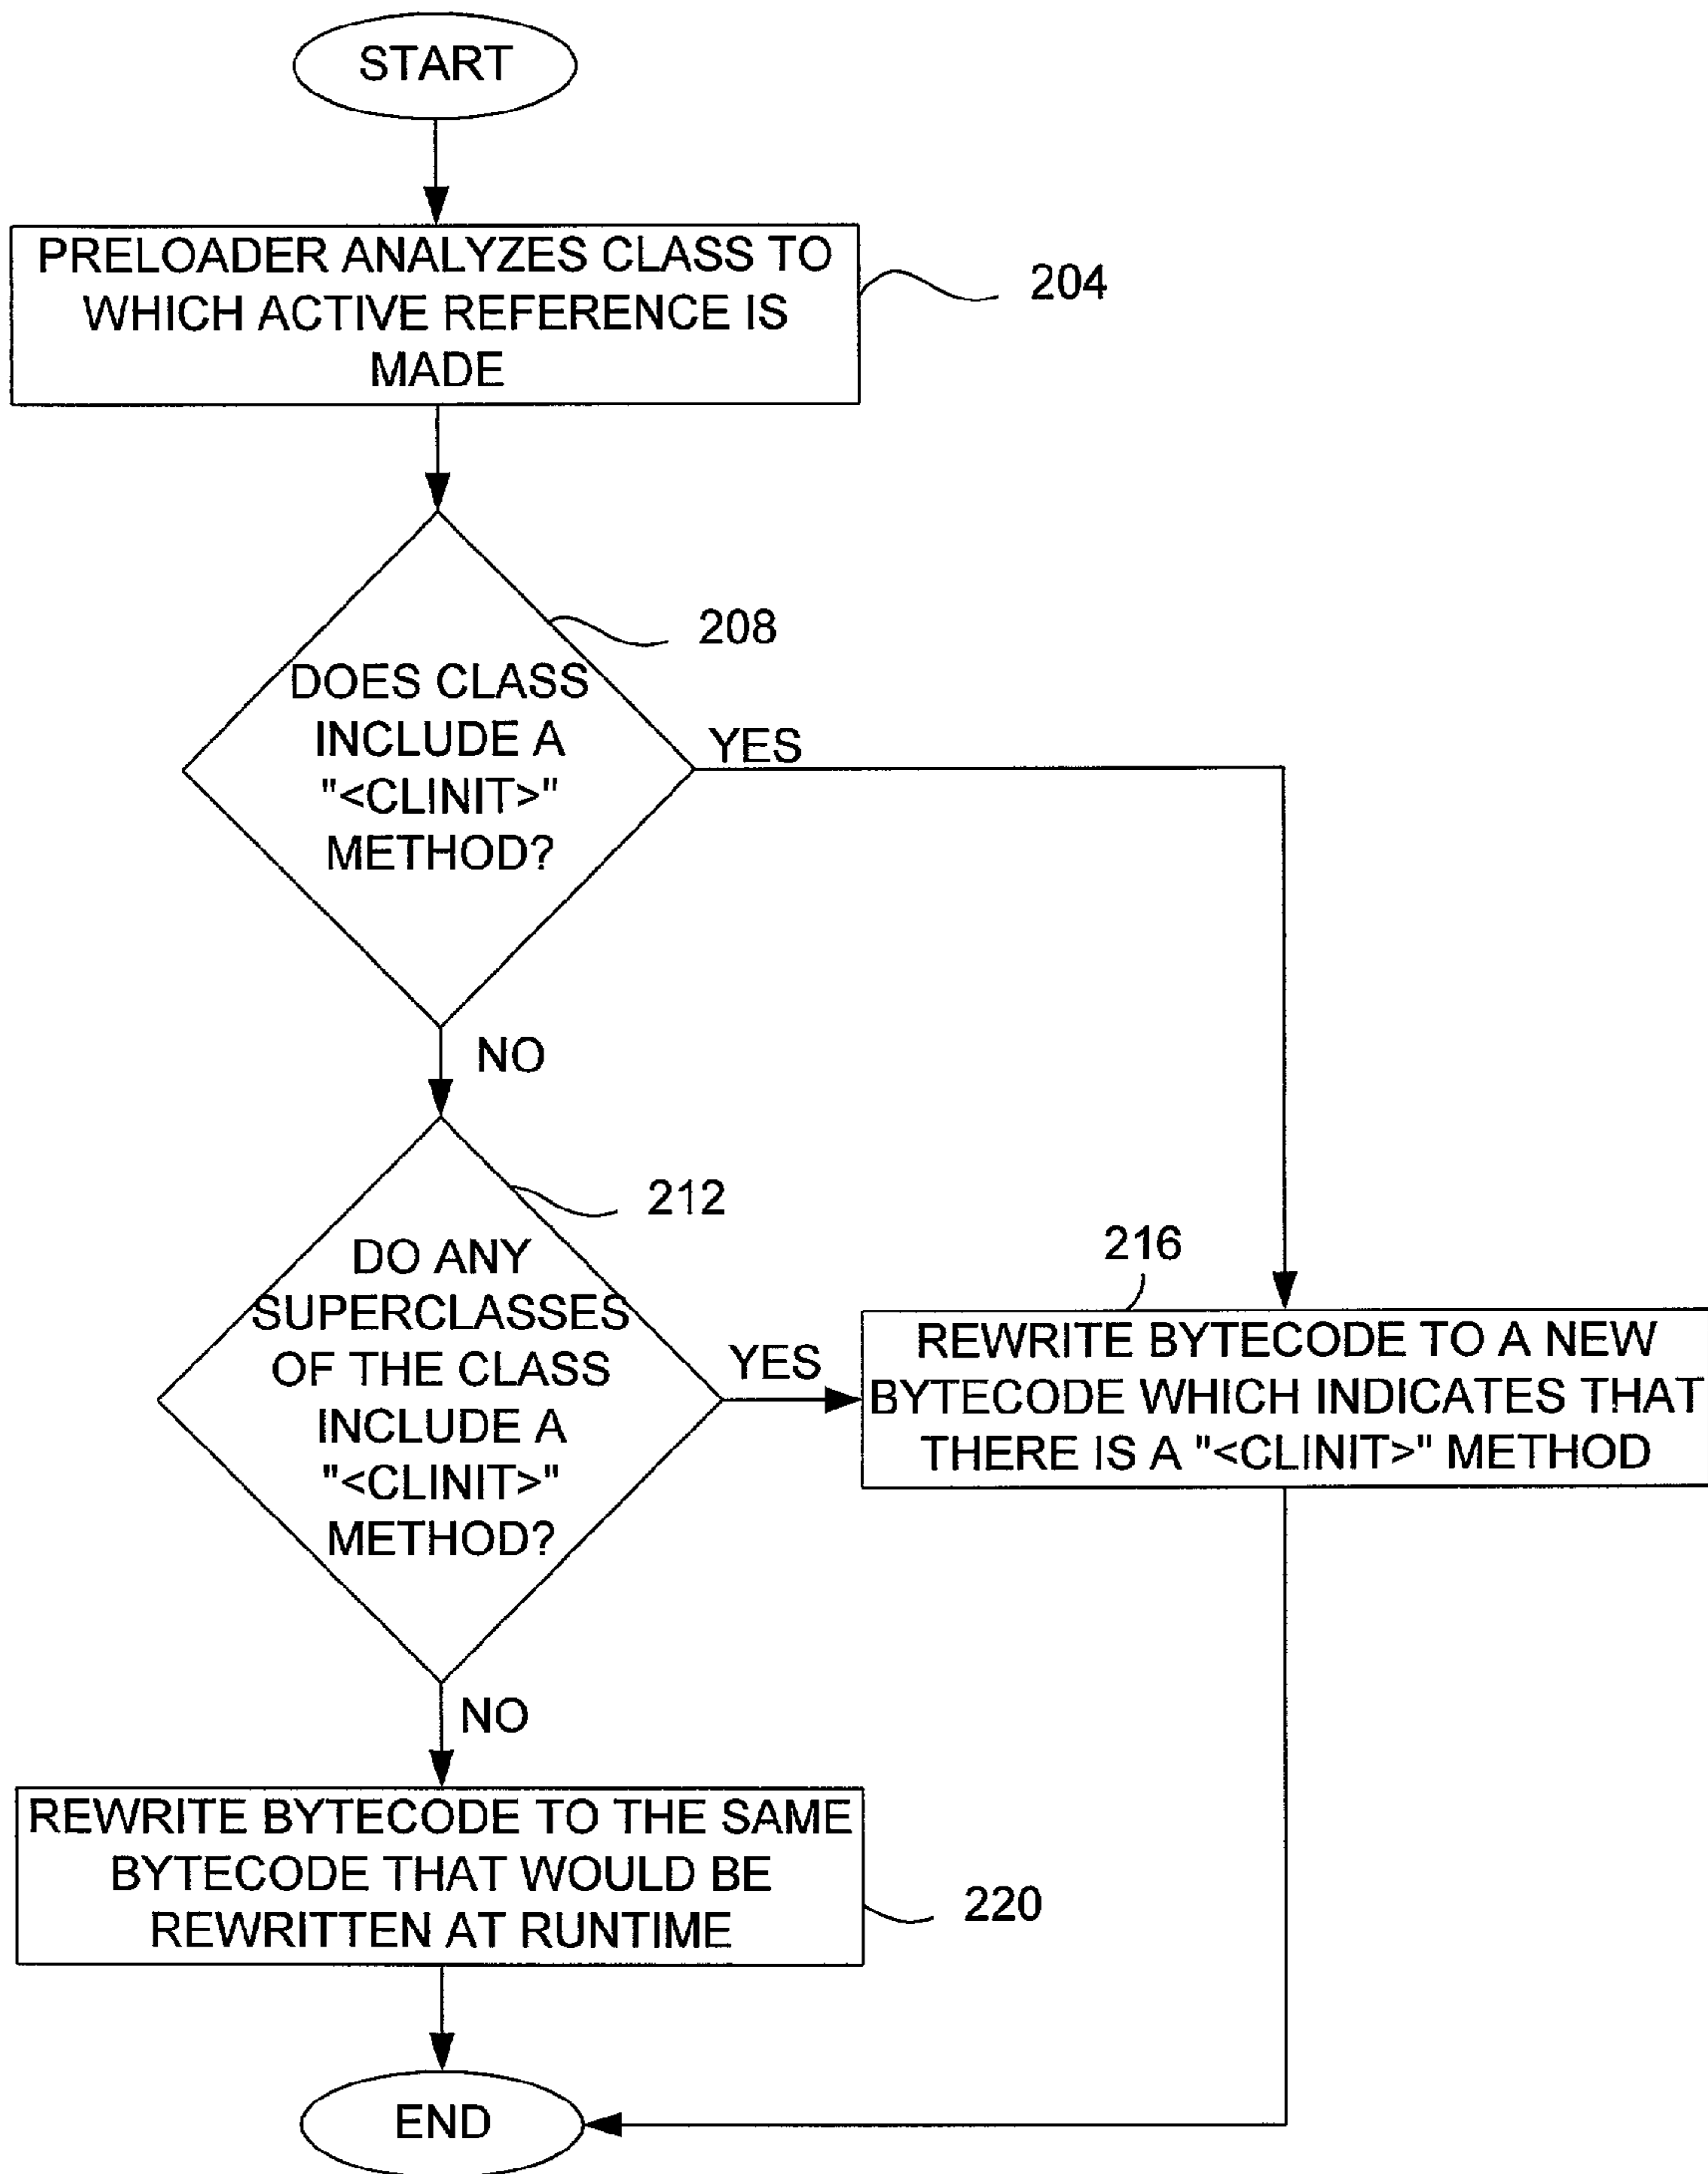 START
PRELOADER ANALYZES CLASS TO
WHICH ACTIVE REFERENCE IS
MADE
204
208
DOES CLASS
INCLUDE A
"<CLINIT>"
METHOD?
YES
NO
212
DO ANY
SUPERCLASSES
OF THE CLASS
INCLUDE A
"<CLINIT>"
METHOD?
YES
216
REWRITE BYTECODE TO A NEW
BYTECODE WHICH INDICATES THAT
THERE IS A "<CLINIT>" METHOD
NO
REWRITE BYTECODE TO THE SAME
BYTECODE THAT WOULD BE
REWRITTEN AT RUNTIME
220
END